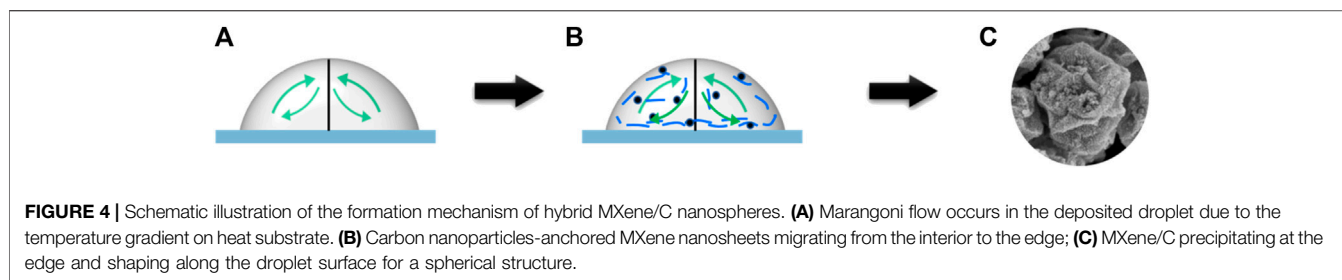 A
B
C
FIGURE 4 | Schematic illustration of the formation mechanism of hybrid MXene/C nanospheres. (A) Marangoni flow occurs in the deposited droplet due to the
temperature gradient on heat substrate. (B) Carbon nanoparticles-anchored MXene nanosheets migrating from the interior to the edge; (C) MXene/C precipitating at the
edge and shaping along the droplet surface for a spherical structure.